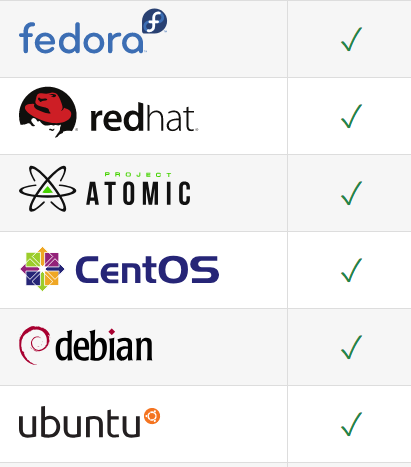 fedora
✓
redhat
✓
PROJECT
ATOMIC
✓
CentOS
✓
debian
✓
ubuntu
✓